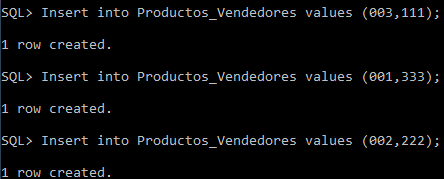 SQL> Insert into Productos_Vendedores values (003,111);
1 row created.
SQL> Insert into Productos_Vendedores values (001,333);
1 row created.
SQL> Insert into Productos_Vendedores values (002,222);
1 row created.